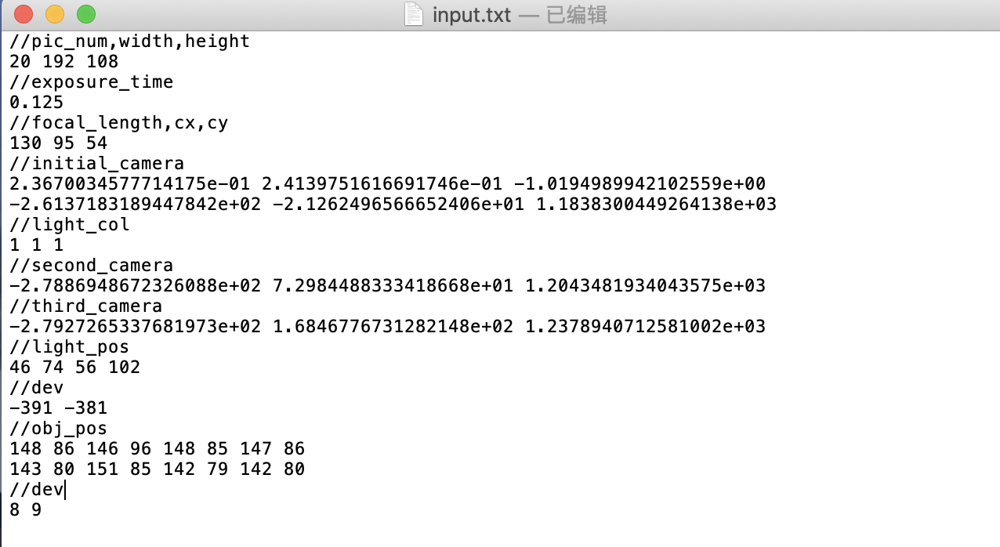 input.txt — 已编辑
//pic_num,width,height
20 192 108
//exposure_time
0.125
//focal_length,cx,cy
130 95 54
//initial_camera
2.3670034577714175e-01 2.4139751616691746e-01 -1.0194989942102559e+00
-2.6137183189447842e+02 -2.1262496566652406e+01 1.1838300449264138e+03
//light_col
1 1 1
//second_camera
-2.7886948672326088e+02 7.2984488333418668e+01 1.2043481934043575e+03
//third_camera
-2.7927265337681973e+02 1.6846776731282148e+02 1.2378940712581002e+03
//light_pos
46 74 56 102
//dev
-391 -381
//obj_pos
148 86 146 96 148 85 147 86
143 80 151 85 142 79 142 80
//dev
8 9